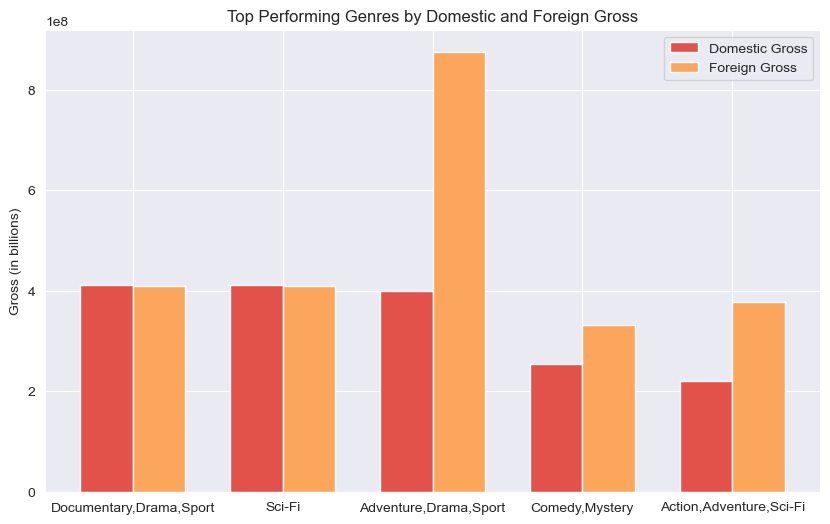 Top Performing Genres by Domestic and Foreign Gross
1e8
Domestic Gross
Foreign Gross
8
6
4
2
0
Gross (in billions)
Documentary,Drama,Sport
Sci-Fi
Adventure,Drama,Sport
Comedy,Mystery
Action,Adventure,Sci-Fi